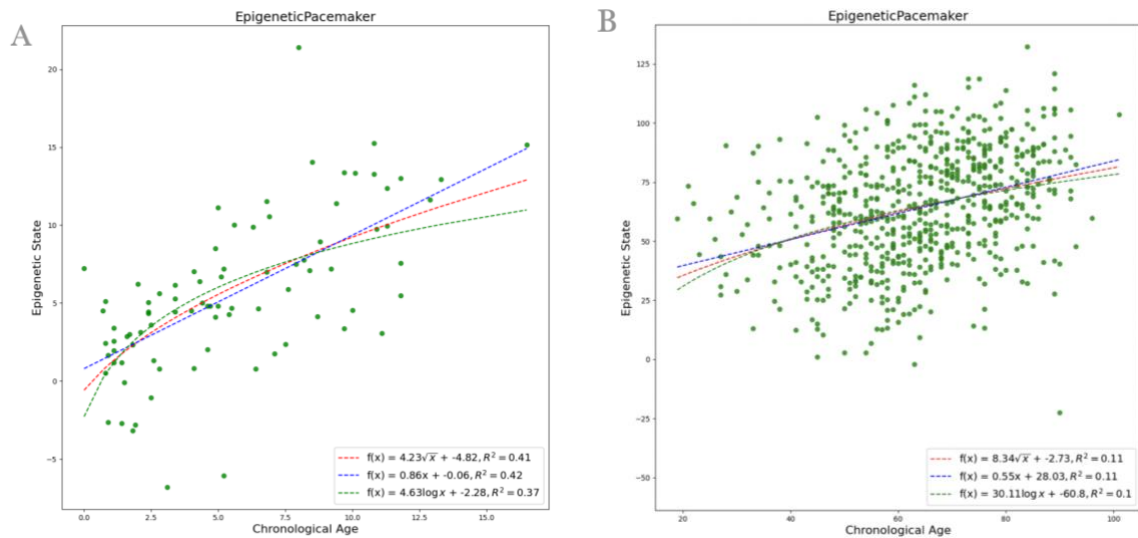 A
EpigeneticPacemaker
Epigenetic State
20
15
10
5
0
−5
0.0 2.5 5.0 7.5 10.0 12.5 15.0
Chronological Age
f(x) = 4.23√x + -4.82, R² = 0.41
f(x) = 0.86x + -0.06, R² = 0.42
f(x) = 4.63logx + -2.28, R² = 0.37
B
EpigeneticPacemaker
Epigenetic State
125
100
75
50
25
0
−25
−50
20 40 60 80 100
Chronological Age
f(x) = 8.34√x + -2.73, R² = 0.11
f(x) = 0.55x + 28.03, R² = 0.11
f(x) = 30.11logx + -60.8, R² = 0.1